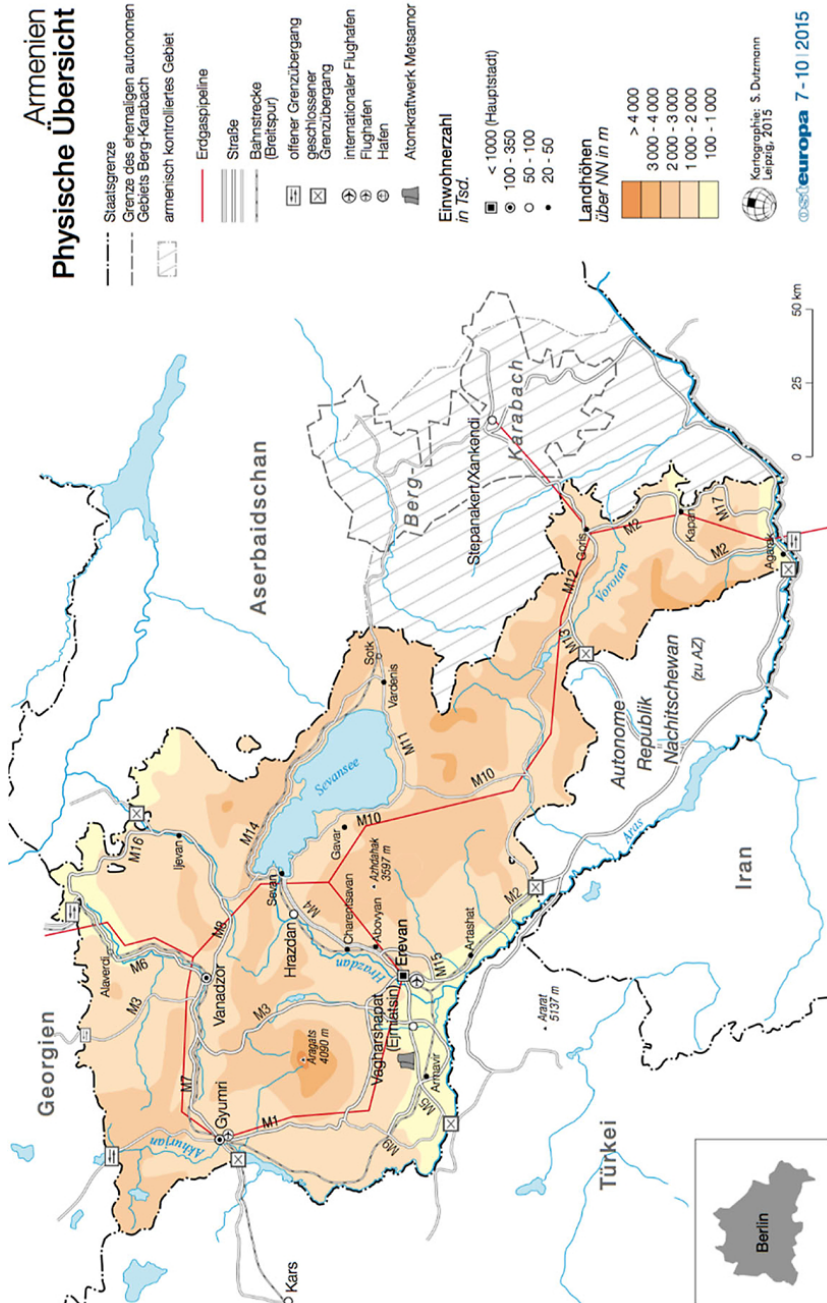 Armenien
Physische Übersicht
Staatsgrenze
Grenze des ehemaligen autonomen
Gebiets Berg-Karabach
armenisch kontrolliertes Gebiet
Erdgaspipeline
Straße
Bahnstrecke
(Breitspur)
offener Grenzübergang
geschlossener
Grenzübergang
internationaler Flughafen
Flughafen
Hafen
Atomkraftwerk Metsamor
Einwohnerzahl
in Tsd.
< 1000 (Hauptstadt)
100 - 350
50 - 100
20 - 50
Landhöhen
über NN in m
> 4 000
3 000 - 4 000
2 000 - 3 000
1 000 - 2 000
100 - 1 000
Kartographie: S. Dutzmann
Leipzig, 2015
osteuropa 7-10 | 2015
Georgien
Aserbaidschan
Türkei
Iran
Autonome
Republik
Nachitschewan
(zu AZ)
Berg-
Karabach
Stepanakert/Xankendi
Kars
Akhurjan
Gyumri
M7
M1
M3
Alaverdi
M6
M3
Vanadzor
M8
M16
Ijevan
M14
Sevan
Sevansee
Sotk
Vardenis
M11
M10
Gavar
M10
Azhdahak
3597 m
Hrazdan
M4
Charentsavan
Abovyan
Hrazdan
Erevan
M15
Artashat
M2
Vagharshapat
(Ejmiatsin)
Aragats
4090 m
Armavir
M5
M9
Ararat
5137 m
Aras
M13
M12
Goris
Vorotan
M2
Kapan
M17
M2
Agarak
0
25
50 km
Berlin